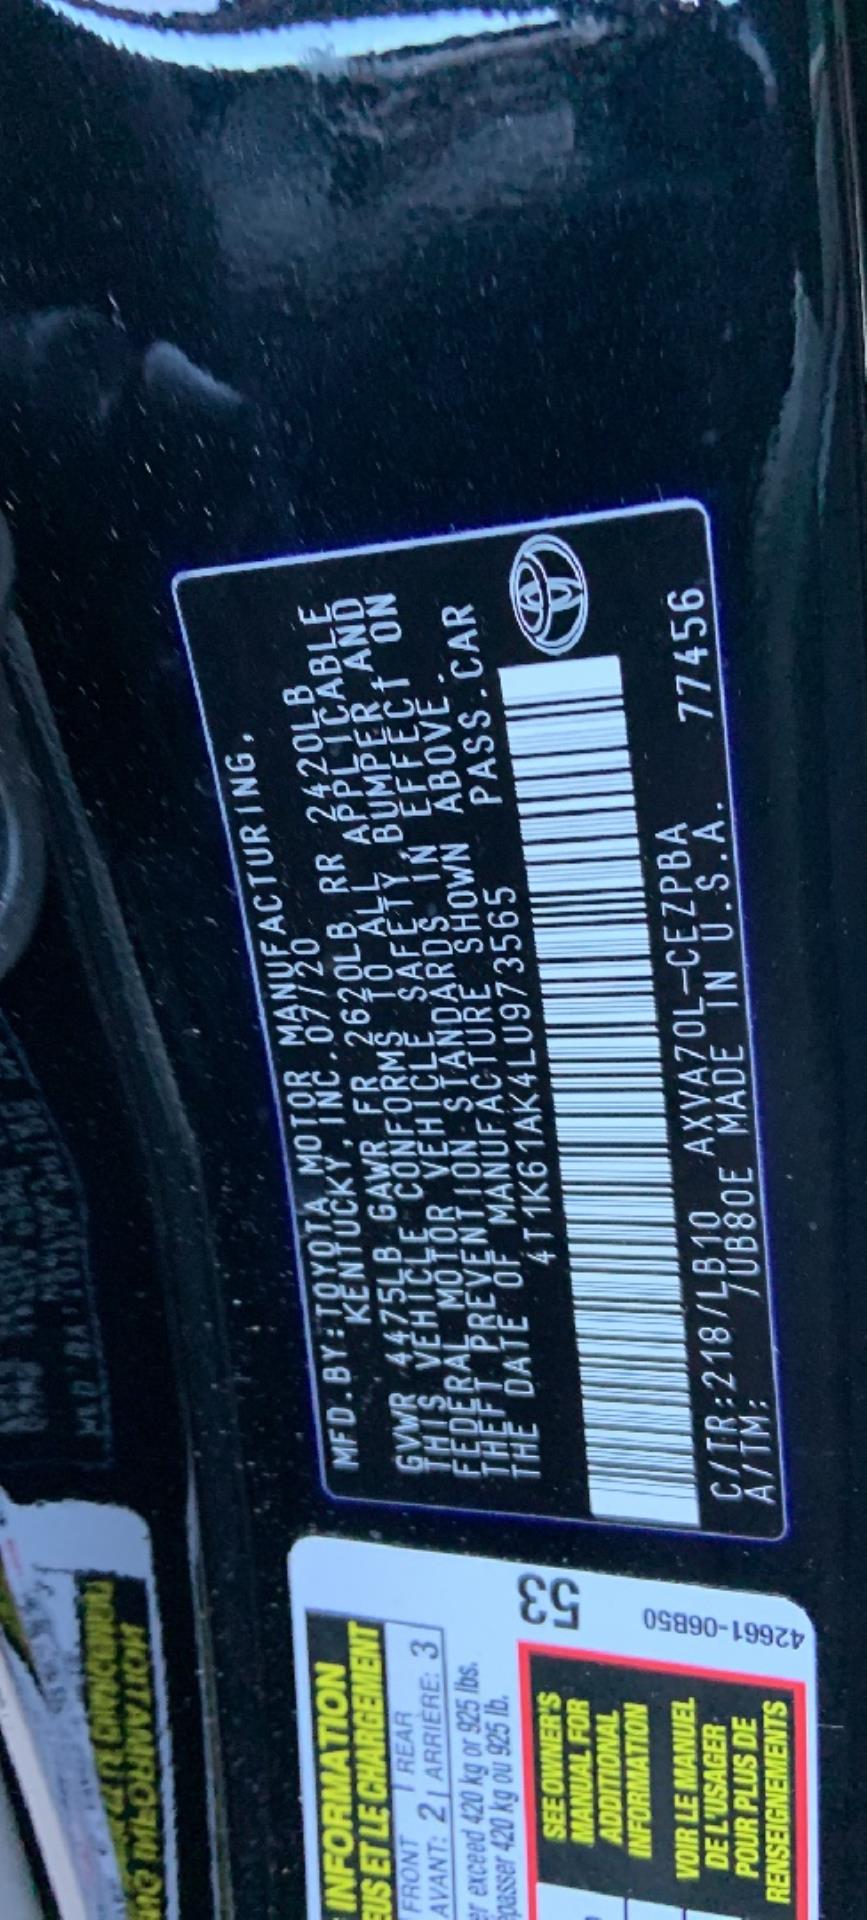 MFD.BY:TOYOTA MOTOR MANUFACTURING,
KENTUCKY, INC.07/20
GVWR 4475LB GAWR FR 2620LB RR 2420LB
THIS VEHICLE CONFORMS TO ALL APPLICABLE
FEDERAL MOTOR VEHICLE SAFETY, BUMPER, AND
THEFT PREVENTION STANDARDS IN EFFECT ON
THE DATE OF MANUFACTURE SHOWN ABOVE.
4T1K61AK4LU973565 PASS.CAR
C/TR:218/LB10 AXVA70L-CEZPBA
A/TM: /UB80E MADE IN U.S.A. 77456
53
42661-06B50
INFORMATION
ET LE CHARGEMENT
FRONT REAR
AVANT: 2 ARRIÈRE: 3
exceed 420 kg or 925 lbs.
420 kg ou 925 lb.
SEE OWNER'S
MANUAL FOR
ADDITIONAL
INFORMATION
VOIR LE MANUEL
DE L'USAGER
POUR PLUS DE
RENSEIGNEMENTS